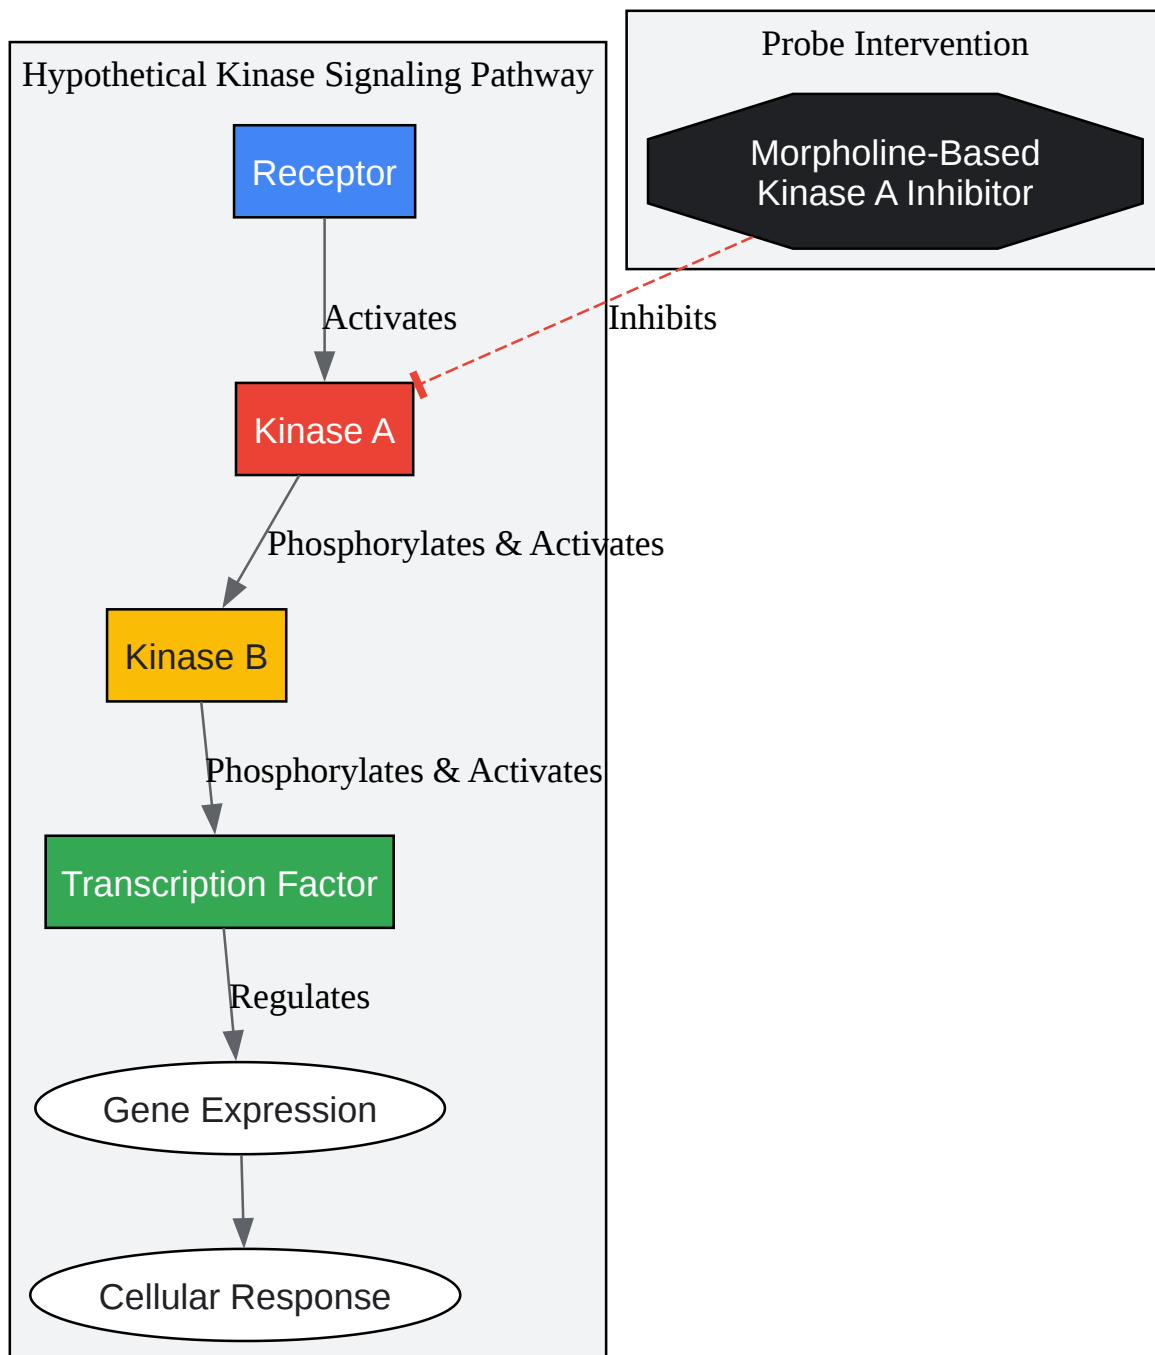 Hypothetical Kinase Signaling Pathway
Probe Intervention
Receptor
Morpholine-Based
Kinase A Inhibitor
Activates
Inhibits
Kinase A
Phosphorylates & Activates
Kinase B
Phosphorylates & Activates
Transcription Factor
Regulates
Gene Expression
Cellular Response